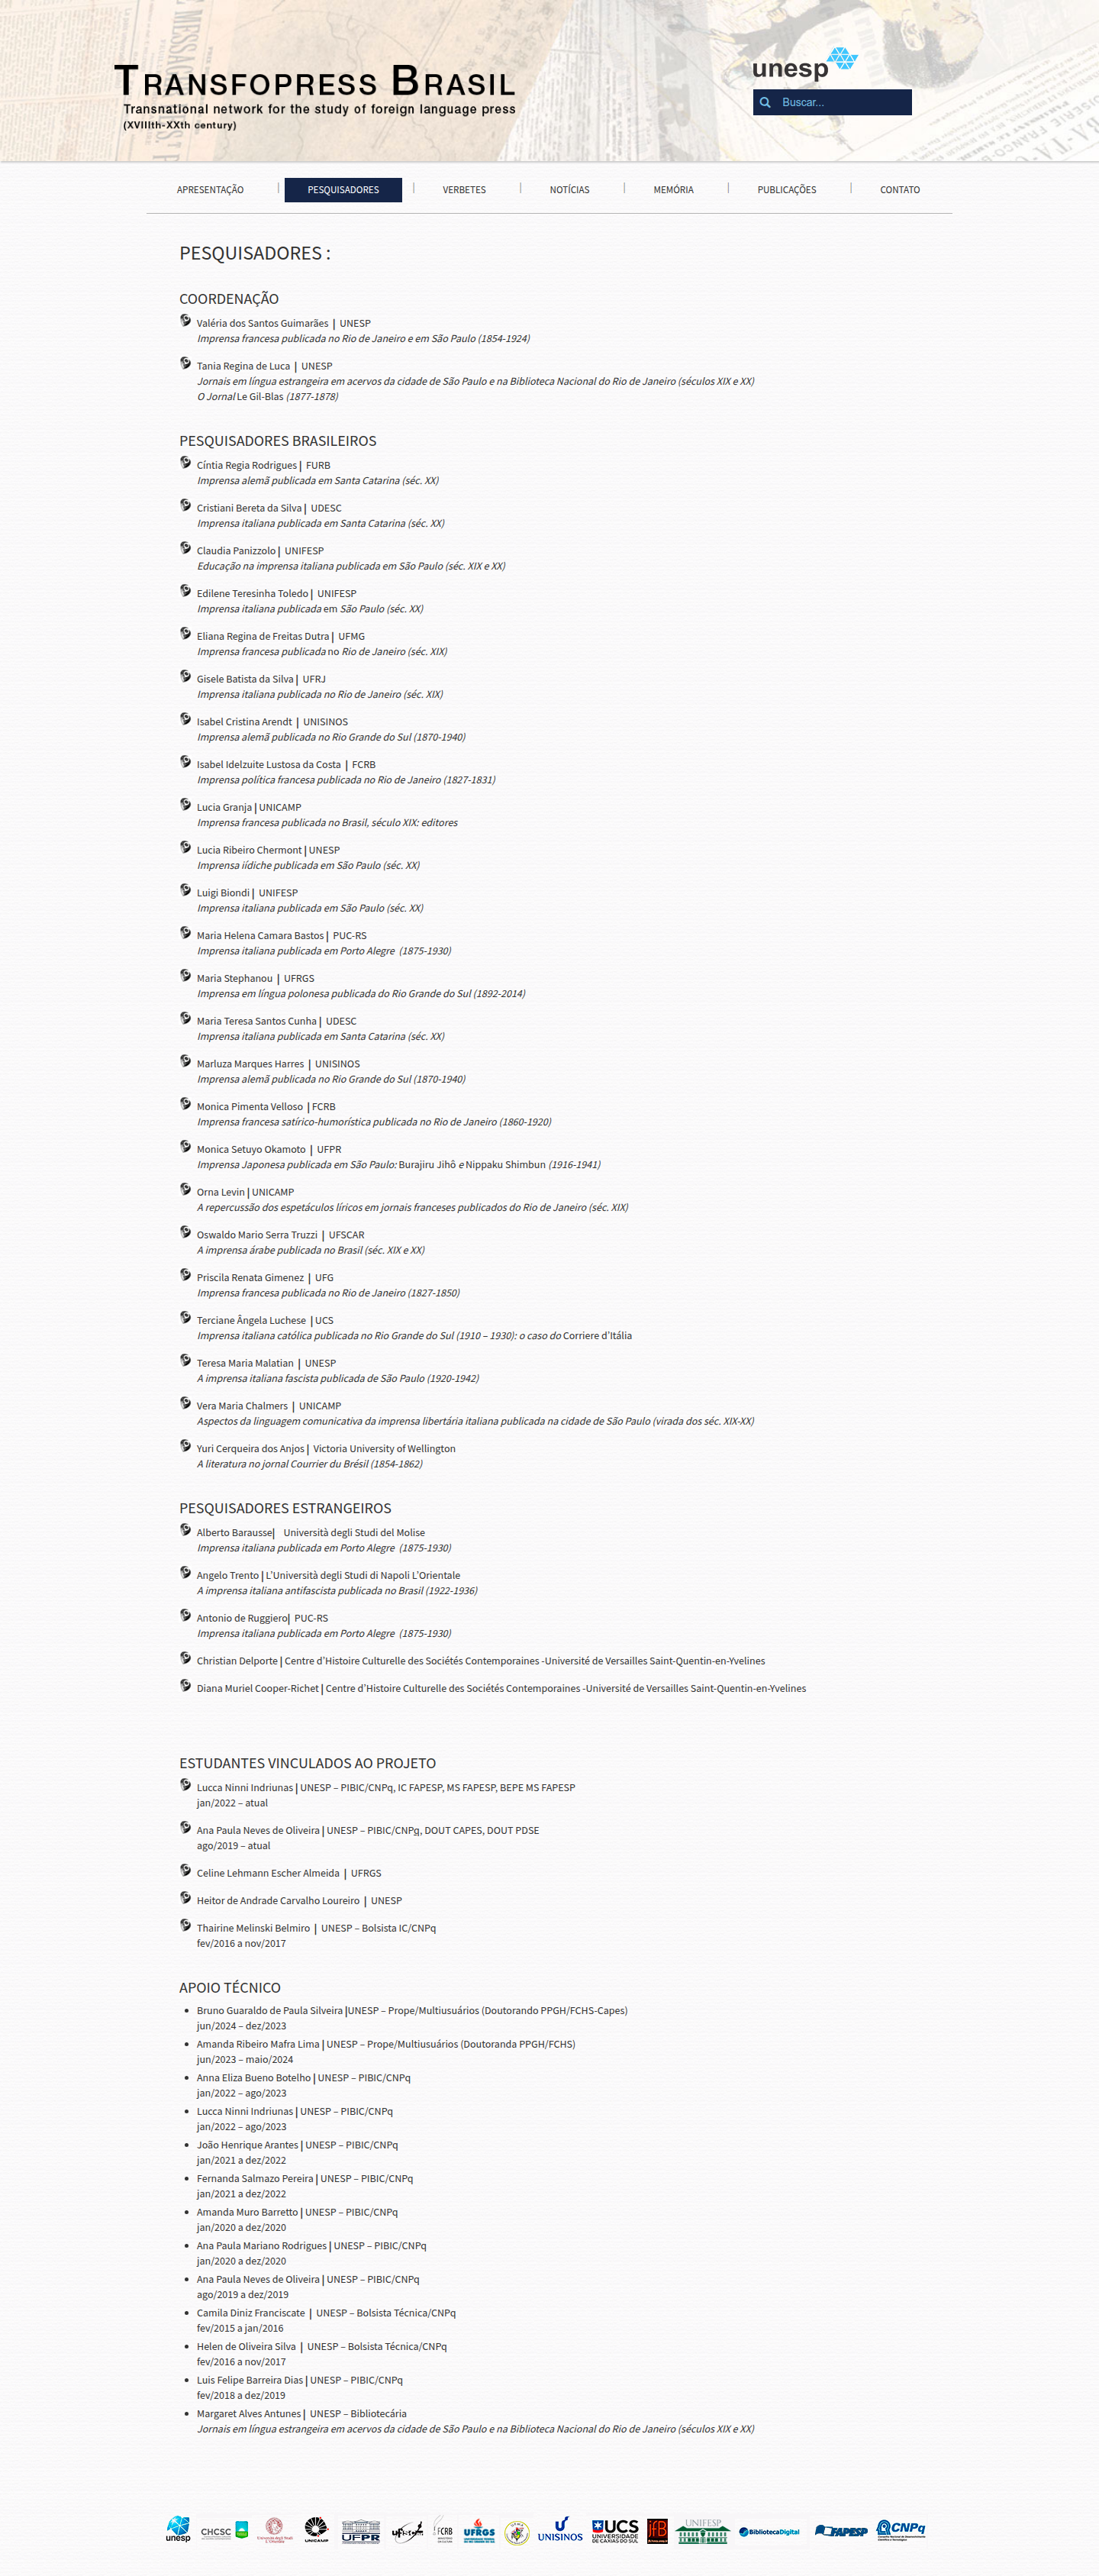 TRANSFOPRESS BRASIL
Transnational network for the study of foreign language press
(XVIIIth-XXth century)
unesp
Buscar...
APRESENTAÇÃO | PESQUISADORES | VERBETES | NOTÍCIAS | MEMÓRIA | PUBLICAÇÕES | CONTATO
PESQUISADORES :
COORDENAÇÃO
Valéria dos Santos Guimarães | UNESP
Imprensa francesa publicada no Rio de Janeiro e em São Paulo (1854-1924)
Tania Regina de Luca | UNESP
Jornais em língua estrangeira em acervos da cidade de São Paulo e na Biblioteca Nacional do Rio de Janeiro (séculos XIX e XX)
O Jornal Le Gil-Blas (1877-1878)
PESQUISADORES BRASILEIROS
Cíntia Regia Rodrigues | FURB
Imprensa alemã publicada em Santa Catarina (séc. XX)
Cristiani Bereta da Silva | UDESC
Imprensa italiana publicada em Santa Catarina (séc. XX)
Claudia Panizzolo | UNIFESP
Educação na imprensa italiana publicada em São Paulo (séc. XIX e XX)
Edilene Teresinha Toledo | UNIFESP
Imprensa italiana publicada em São Paulo (séc. XX)
Eliana Regina de Freitas Dutra | UFMG
Imprensa francesa publicada no Rio de Janeiro (séc. XIX)
Gisele Batista da Silva | UFRJ
Imprensa italiana publicada no Rio de Janeiro (séc. XIX)
Isabel Cristina Arendt | UNISINOS
Imprensa alemã publicada no Rio Grande do Sul (1870-1940)
Isabel Idelzuite Lustosa da Costa | FCRB
Imprensa política francesa publicada no Rio de Janeiro (1827-1831)
Lucia Granja | UNICAMP
Imprensa francesa publicada no Brasil, século XIX: editores
Lucia Ribeiro Chermont | UNESP
Imprensa iídiche publicada em São Paulo (séc. XX)
Luigi Biondi | UNIFESP
Imprensa italiana publicada em São Paulo (séc. XX)
Maria Helena Camara Bastos | PUC-RS
Imprensa italiana publicada em Porto Alegre (1875-1930)
Maria Stephanou | UFRGS
Imprensa em língua polonesa publicada do Rio Grande do Sul (1892-2014)
Maria Teresa Santos Cunha | UDESC
Imprensa italiana publicada em Santa Catarina (séc. XX)
Marluza Marques Harres | UNISINOS
Imprensa alemã publicada no Rio Grande do Sul (1870-1940)
Monica Pimenta Velloso | FCRB
Imprensa francesa satírico-humorística publicada no Rio de Janeiro (1860-1920)
Monica Setuyo Okamoto | UFPR
Imprensa Japonesa publicada em São Paulo: Burajiru Jihô e Nippaku Shimbun (1916-1941)
Orna Levin | UNICAMP
A repercussão dos espetáculos líricos em jornais franceses publicados do Rio de Janeiro (séc. XIX)
Oswaldo Mario Serra Truzzi | UFSCAR
A imprensa árabe publicada no Brasil (séc. XIX e XX)
Priscila Renata Gimenez | UFG
Imprensa francesa publicada no Rio de Janeiro (1827-1850)
Terciane Ângela Luchese | UCS
Imprensa italiana católica publicada no Rio Grande do Sul (1910 – 1930): o caso do Corriere d'Itália
Teresa Maria Malatian | UNESP
A imprensa italiana fascista publicada de São Paulo (1920-1942)
Vera Maria Chalmers | UNICAMP
Aspectos da linguagem comunicativa da imprensa libertária italiana publicada na cidade de São Paulo (virada dos séc. XIX-XX)
Yuri Cerqueira dos Anjos | Victoria University of Wellington
A literatura no jornal Courrier du Brésil (1854-1862)
PESQUISADORES ESTRANGEIROS
Alberto Barausse| Università degli Studi del Molise
Imprensa italiana publicada em Porto Alegre (1875-1930)
Angelo Trento | L'Università degli Studi di Napoli L'Orientale
A imprensa italiana antifascista publicada no Brasil (1922-1936)
Antonio de Ruggiero| PUC-RS
Imprensa italiana publicada em Porto Alegre (1875-1930)
Christian Delporte | Centre d'Histoire Culturelle des Sociétés Contemporaines -Université de Versailles Saint-Quentin-en-Yvelines
Diana Muriel Cooper-Richet | Centre d'Histoire Culturelle des Sociétés Contemporaines -Université de Versailles Saint-Quentin-en-Yvelines
ESTUDANTES VINCULADOS AO PROJETO
Lucca Ninni Indriunas | UNESP – PIBIC/CNPq, IC FAPESP, MS FAPESP, BEPE MS FAPESP
jan/2022 – atual
Ana Paula Neves de Oliveira | UNESP – PIBIC/CNPq, DOUT CAPES, DOUT PDSE
ago/2019 – atual
Celine Lehmann Escher Almeida | UFRGS
Heitor de Andrade Carvalho Loureiro | UNESP
Thairine Melinski Belmiro | UNESP – Bolsista IC/CNPq
fev/2016 a nov/2017
APOIO TÉCNICO
Bruno Guaraldo de Paula Silveira |UNESP – Prope/Multiusuários (Doutorando PPGH/FCHS-Capes)
jun/2024 – dez/2023
Amanda Ribeiro Mafra Lima | UNESP – Prope/Multiusuários (Doutoranda PPGH/FCHS)
jun/2023 – maio/2024
Anna Eliza Bueno Botelho | UNESP – PIBIC/CNPq
jan/2022 – ago/2023
Lucca Ninni Indriunas | UNESP – PIBIC/CNPq
jan/2022 – ago/2023
João Henrique Arantes | UNESP – PIBIC/CNPq
jan/2021 a dez/2022
Fernanda Salmazo Pereira | UNESP – PIBIC/CNPq
jan/2021 a dez/2022
Amanda Muro Barretto | UNESP – PIBIC/CNPq
jan/2020 a dez/2020
Ana Paula Mariano Rodrigues | UNESP – PIBIC/CNPq
jan/2020 a dez/2020
Ana Paula Neves de Oliveira | UNESP – PIBIC/CNPq
ago/2019 a dez/2019
Camila Diniz Franciscate | UNESP – Bolsista Técnica/CNPq
fev/2015 a jan/2016
Helen de Oliveira Silva | UNESP – Bolsista Técnica/CNPq
fev/2016 a nov/2017
Luis Felipe Barreira Dias | UNESP – PIBIC/CNPq
fev/2018 a dez/2019
Margaret Alves Antunes | UNESP – Bibliotecária
Jornais em língua estrangeira em acervos da cidade de São Paulo e na Biblioteca Nacional do Rio de Janeiro (séculos XIX e XX)
unesp CHCSC UNICAMP UFPR FCRB UFRGS UNISINOS UCS UNIVERSIDADE DE CAXIAS DO SUL UNIFESP BibliotecaDigital FAPESP CNPq